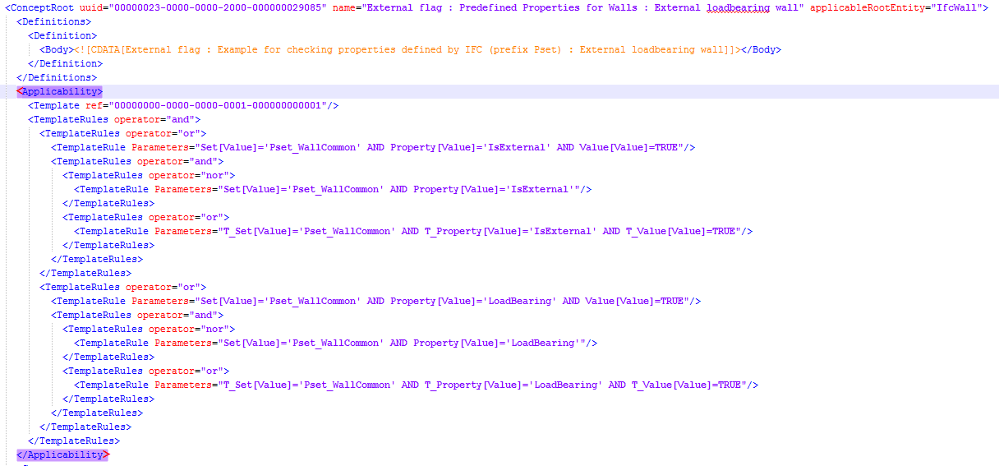 <ConceptRoot uuid="00000023-0000-0000-2000-000000029085" name="External flag : Predefined Properties for Walls : External loadbearing wall" applicableRootEntity="IfcWall">
<Definitions>
<Definition>
<Body><![CDATA[External flag : Example for checking properties defined by IFC (prefix Pset) : External loadbearing wall]]></Body>
</Definition>
</Definitions>
<Applicability>
<Template ref="00000000-0000-0000-0001-000000000001"/>
<TemplateRules operator="and">
<TemplateRules operator="or">
<TemplateRule Parameters="Set[Value]='Pset_WallCommon' AND Property[Value]='IsExternal' AND Value[Value]=TRUE"/>
<TemplateRules operator="and">
<TemplateRules operator="nor">
<TemplateRule Parameters="Set[Value]='Pset_WallCommon' AND Property[Value]='IsExternal'"/>
</TemplateRules>
<TemplateRules operator="or">
<TemplateRule Parameters="T_Set[Value]='Pset_WallCommon' AND T_Property[Value]='IsExternal' AND T_Value[Value]=TRUE"/>
</TemplateRules>
</TemplateRules>
</TemplateRules>
<TemplateRules operator="or">
<TemplateRule Parameters="Set[Value]='Pset_WallCommon' AND Property[Value]='LoadBearing' AND Value[Value]=TRUE"/>
<TemplateRules operator="and">
<TemplateRules operator="nor">
<TemplateRule Parameters="Set[Value]='Pset_WallCommon' AND Property[Value]='LoadBearing'"/>
</TemplateRules>
<TemplateRules operator="or">
<TemplateRule Parameters="T_Set[Value]='Pset_WallCommon' AND T_Property[Value]='LoadBearing' AND T_Value[Value]=TRUE"/>
</TemplateRules>
</TemplateRules>
</TemplateRules>
</TemplateRules>
</Applicability>